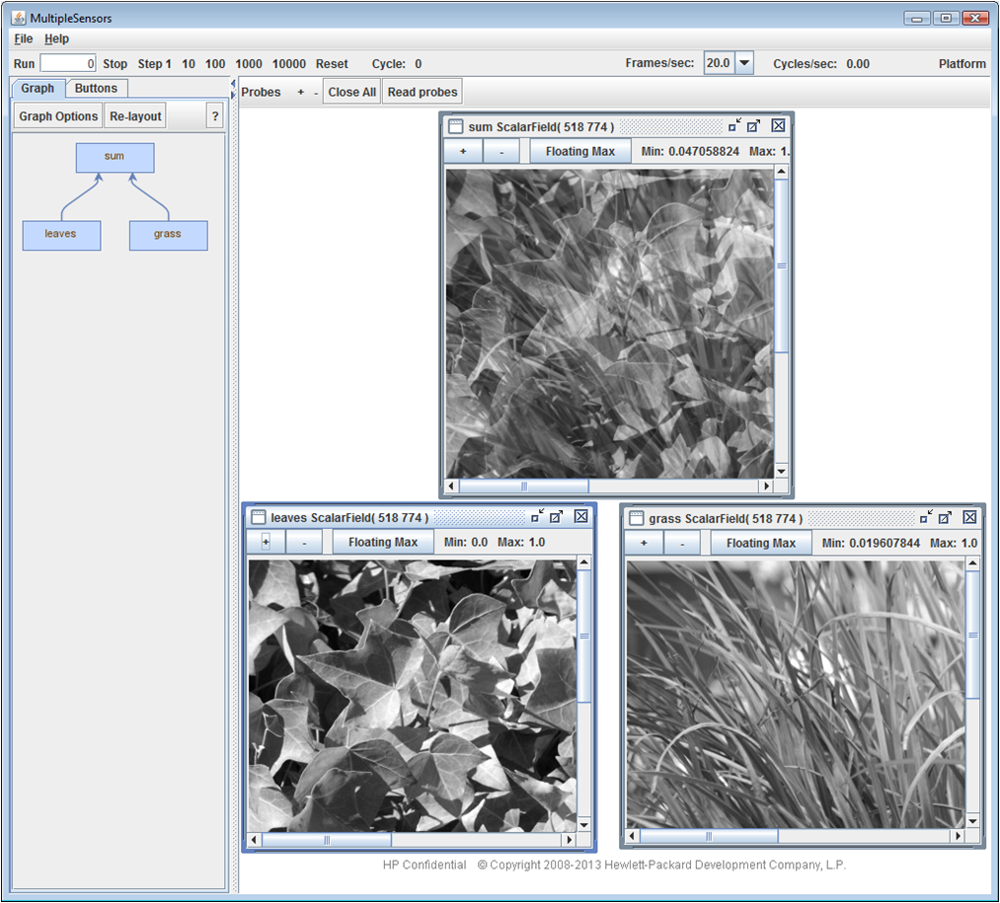 MultipleSensors
File Help
Run 0 Stop Step 1 10 100 1000 10000 Reset Cycle: 0 Frames/sec: 20.0 Cycles/sec: 0.00 Platform
Graph Buttons
Probes + - Close All Read probes
Graph Options Re-layout ?
sum
leaves grass
sum ScalarField( 518 774 )
+ - Floating Max Min: 0.047058824 Max: 1.
leaves ScalarField( 518 774 )
+ - Floating Max Min: 0.0 Max: 1.0
grass ScalarField( 518 774 )
+ - Floating Max Min: 0.019607844 Max: 1.0
HP Confidential © Copyright 2008-2013 Hewlett-Packard Development Company, L.P.